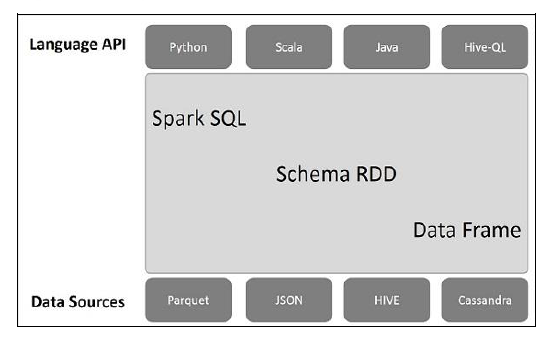 Language API
Python
Scala
Java
Hive-QL
Spark SQL
Schema RDD
Data Frame
Data Sources
Parquet
JSON
HIVE
Cassandra